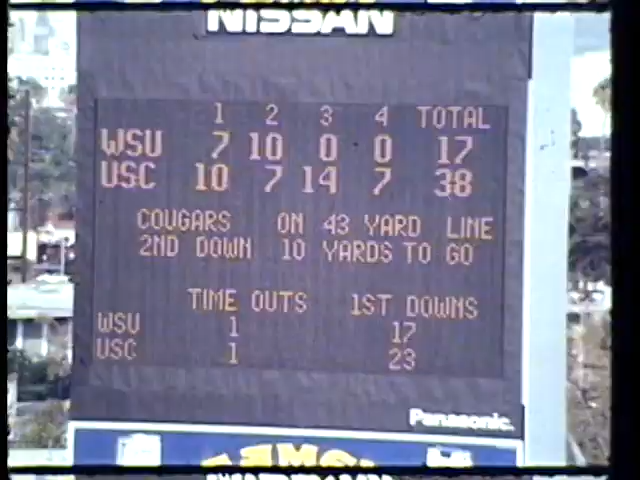 NISSAN
1 2 3 4 TOTAL
WSU 7 10 0 0 17
USC 10 7 14 7 38
COUGARS ON 43 YARD LINE
2ND DOWN 10 YARDS TO GO
TIME OUTS 1ST DOWNS
WSU 1 17
USC 1 23
Panasonic.